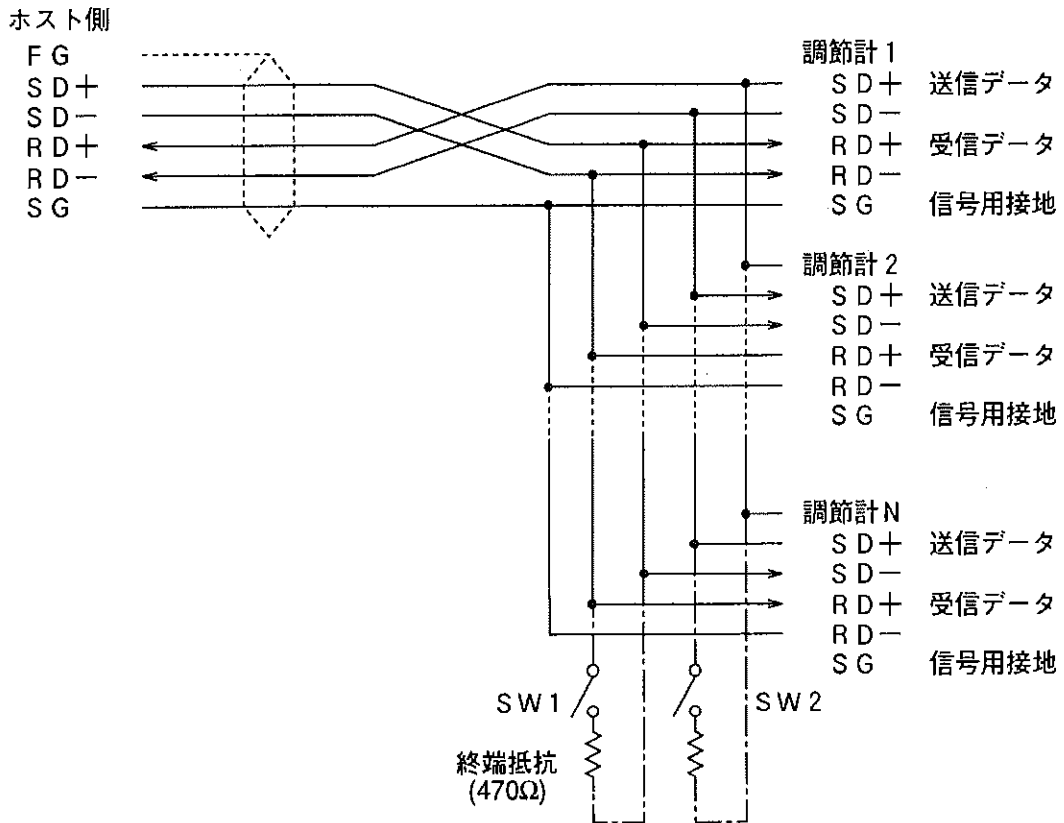 ホスト側
FG
SD+
SD-
RD+
RD-
SG
調節計1
SD+ 送信データ
SD-
RD+ 受信データ
RD-
SG 信号用接地
調節計2
SD+ 送信データ
SD-
RD+ 受信データ
RD-
SG 信号用接地
調節計N
SD+ 送信データ
SD-
RD+ 受信データ
RD-
SG 信号用接地
SW1
SW2
終端抵抗
(470Ω)